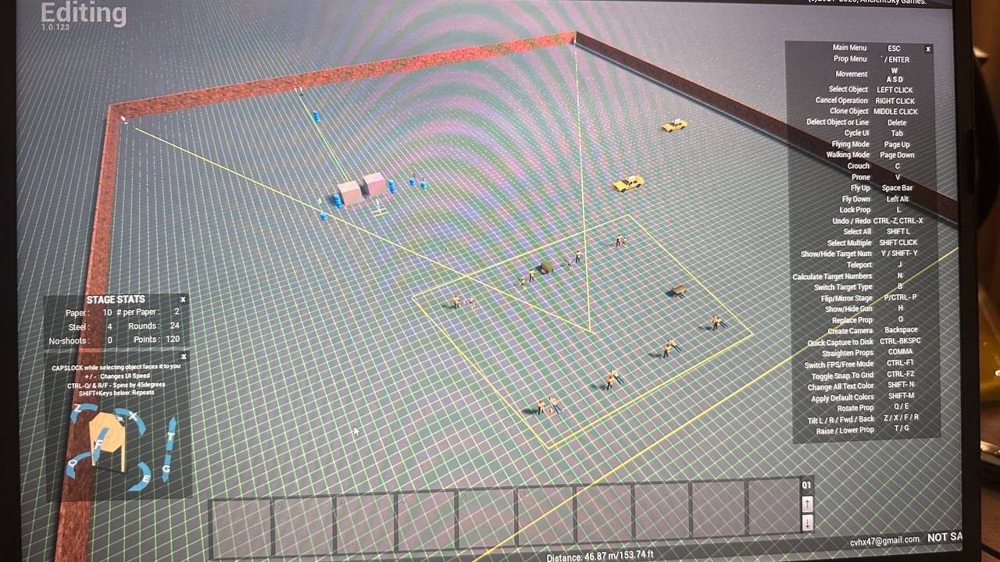 Editing
1.0.123
AncientSky Games.
Main Menu ESC x
Prop Menu ` / ENTER
Movement W
A S D
Select Object LEFT CLICK
Cancel Operation RIGHT CLICK
Clone Object MIDDLE CLICK
Delect Object or Line Delete
Cycle UI Tab
Flying Mode Page Up
Walking Mode Page Down
Crouch C
Prone V
Fly Up Space Bar
Fly Down Left Alt
Lock Prop L
Undo / Redo CTRL-Z, CTRL-X
Select All SHIFT L
Select Multiple SHIFT CLICK
Show/Hide Target Num Y / SHIFT- Y
Teleport J
Calculate Target Numbers N
Switch Target Type B
Flip/Mirror Stage P/CTRL- P
Show/Hide Gun H
Replace Prop O
Create Camera Backspace
Quick Capture to Disk CTRL-BKSPC
Straighten Props COMMA
Switch FPS/Free Mode CTRL-F1
Toggle Snap To Grid CTRL-F2
Change All Text Color SHIFT- N
Apply Default Colors SHIFT-M
Rotate Prop Q / E
Tilt L / R / Fwd / Back Z / X / F / R
Raise / Lower Prop T / G
STAGE STATS x
Paper: 10 # per Paper: 2
Steel: 4 Rounds: 24
No-shoots: 0 Points: 120
x
CAPSLOCK while selecting object faces it to you
+ / - : Changes UI Speed
CTRL-Q/ & R/F - Spins by 45degrees
SHIFT+Keys below: Repeats
Z X
F T
Q E G
1 2 3 4 5 6 7 8
01
cvhx47@gmail.com NOT SA
Distance: 46.87 m/153.74 ft